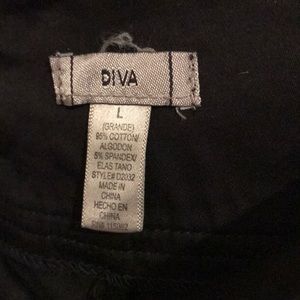 DIVA
L
(GRANDE)
95% COTTON/
ALGODON
5% SPANDEX/
ELASTANO
STYLE# D2032
MADE IN
CHINA
HECHO EN
CHINA